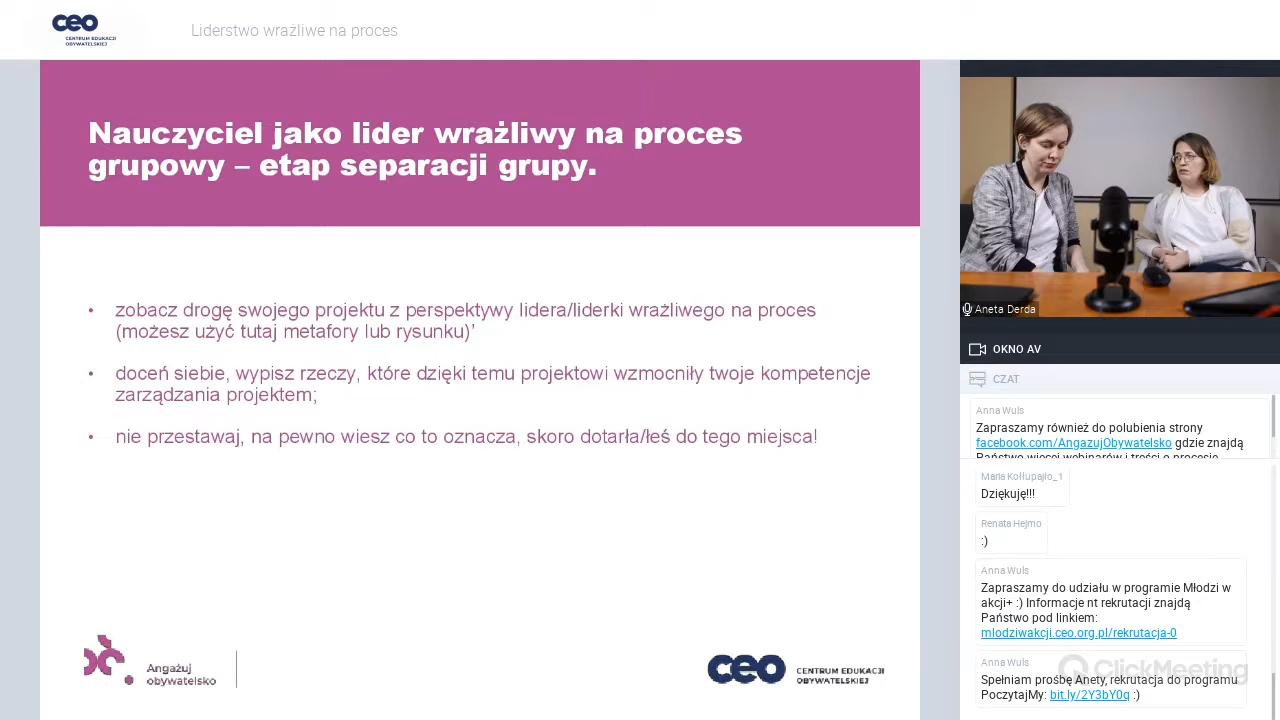 ceo
CENTRUM EDUKACJI
OBYWATELSKIEJ
Liderstwo wrażliwe na proces
Nauczyciel jako lider wrażliwy na proces
grupowy – etap separacji grupy.
• zobacz drogę swojego projektu z perspektywy lidera/liderki wrażliwego na proces
(możesz użyć tutaj metafory lub rysunku)'
• doceń siebie, wypisz rzeczy, które dzięki temu projektowi wzmocniły twoje kompetencje
zarządzania projektem;
• nie przestawaj, na pewno wiesz co to oznacza, skoro dotarła/łeś do tego miejsca!
Angażuj
obywatelsko
ceo
CENTRUM EDUKACJI
OBYWATELSKIEJ
Aneta Derda
OKNO AV
CZAT
Anna Wuls
Zapraszamy również do polubienia strony
facebook.com/AngazujObywatelsko gdzie znajdą
Państwo więcej webinarów i treści o procesie
Maria Kołłupajło_1
Dziękuję!!!
Renata Hejmo
:)
Anna Wuls
Zapraszamy do udziału w programie Młodzi w
akcji+ :) Informacje nt rekrutacji znajdą
Państwo pod linkiem:
mlodziwakcji.ceo.org.pl/rekrutacja-0
Anna Wuls
ClickMeeting
Spełniam prośbę Anety, rekrutacja do programu
PoczytajMy: bit.ly/2Y3bY0q :)